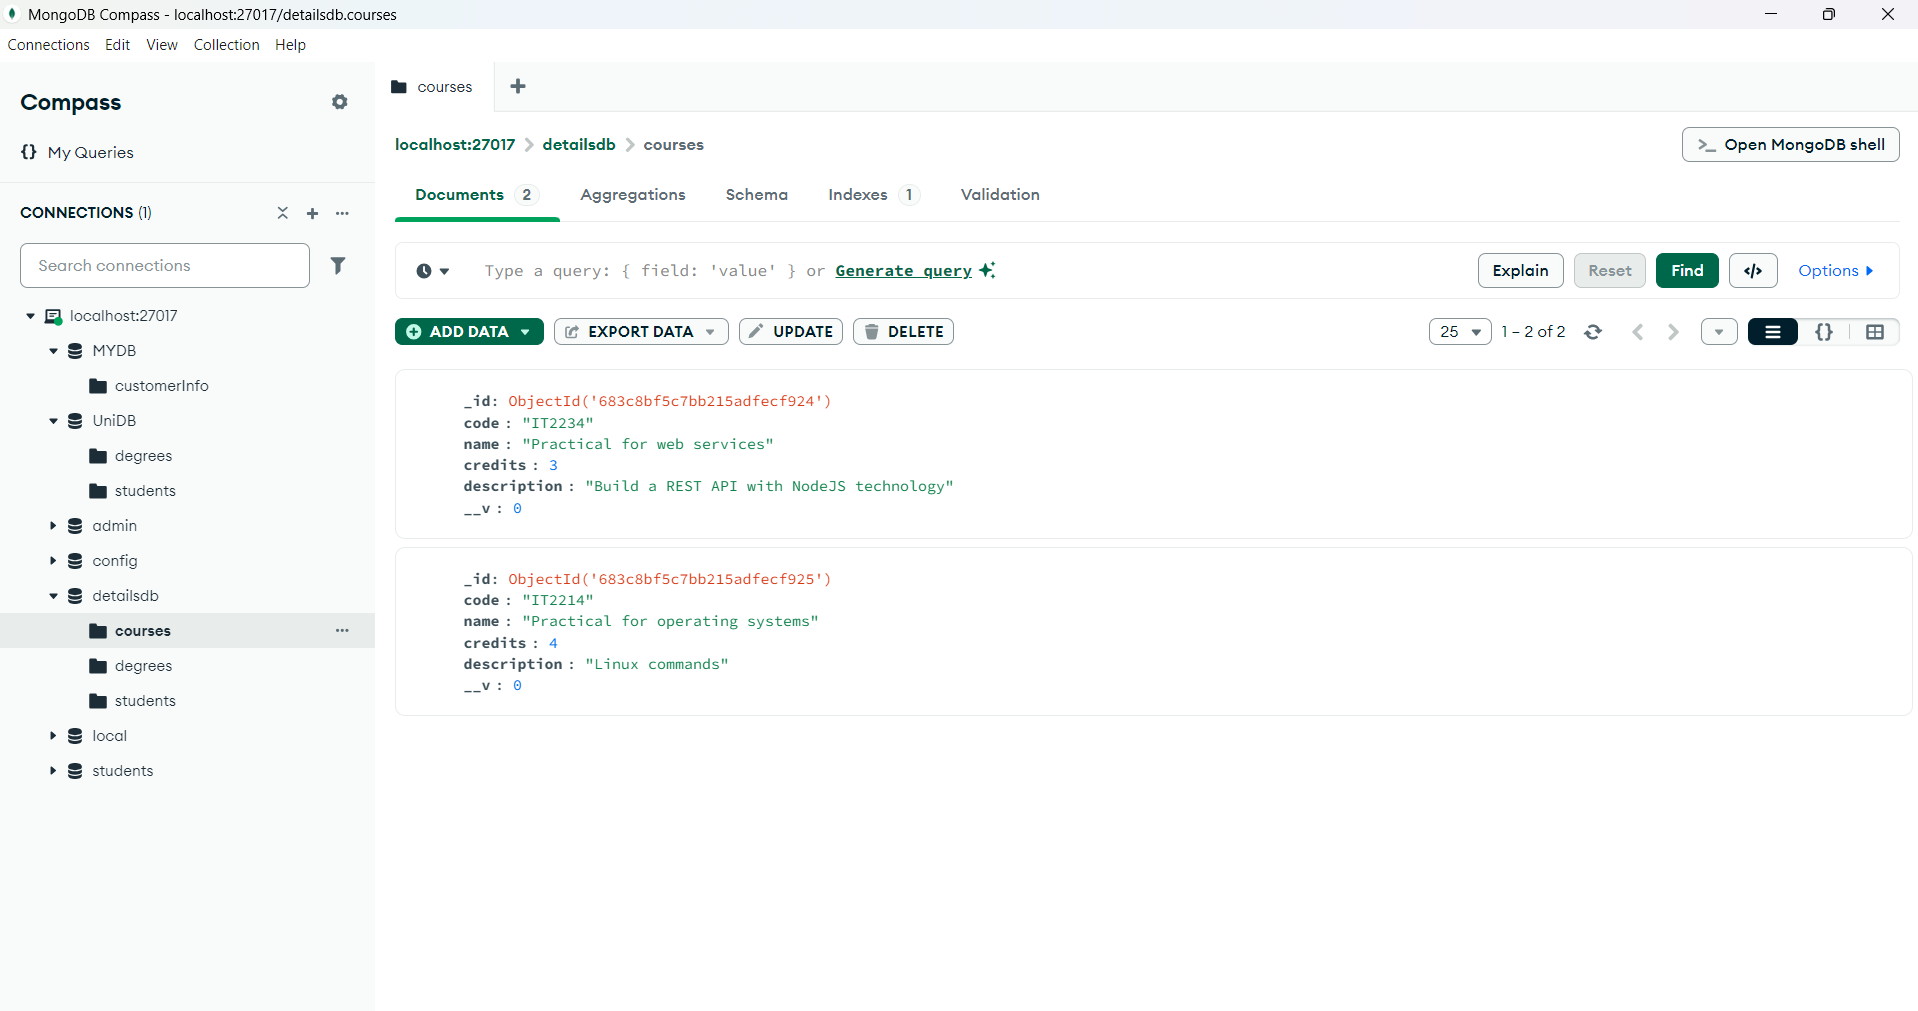 MongoDB Compass - localhost:27017/detailsdb.courses
Connections Edit View Collection Help
Compass
{} My Queries
CONNECTIONS (1)
Search connections
localhost:27017
MYDB
customerInfo
UniDB
degrees
students
admin
config
detailsdb
courses
degrees
students
local
students
courses
localhost:27017 > detailsdb > courses
>_ Open MongoDB shell
Documents 2 Aggregations Schema Indexes 1 Validation
Type a query: { field: 'value' } or Generate query
Explain Reset Find </> Options
ADD DATA EXPORT DATA UPDATE DELETE
25 1 – 2 of 2 {}
_id: ObjectId('683c8bf5c7bb215adfecf924')
code : "IT2234"
name : "Practical for web services"
credits : 3
description : "Build a REST API with NodeJS technology"
__v : 0
_id: ObjectId('683c8bf5c7bb215adfecf925')
code : "IT2214"
name : "Practical for operating systems"
credits : 4
description : "Linux commands"
__v : 0